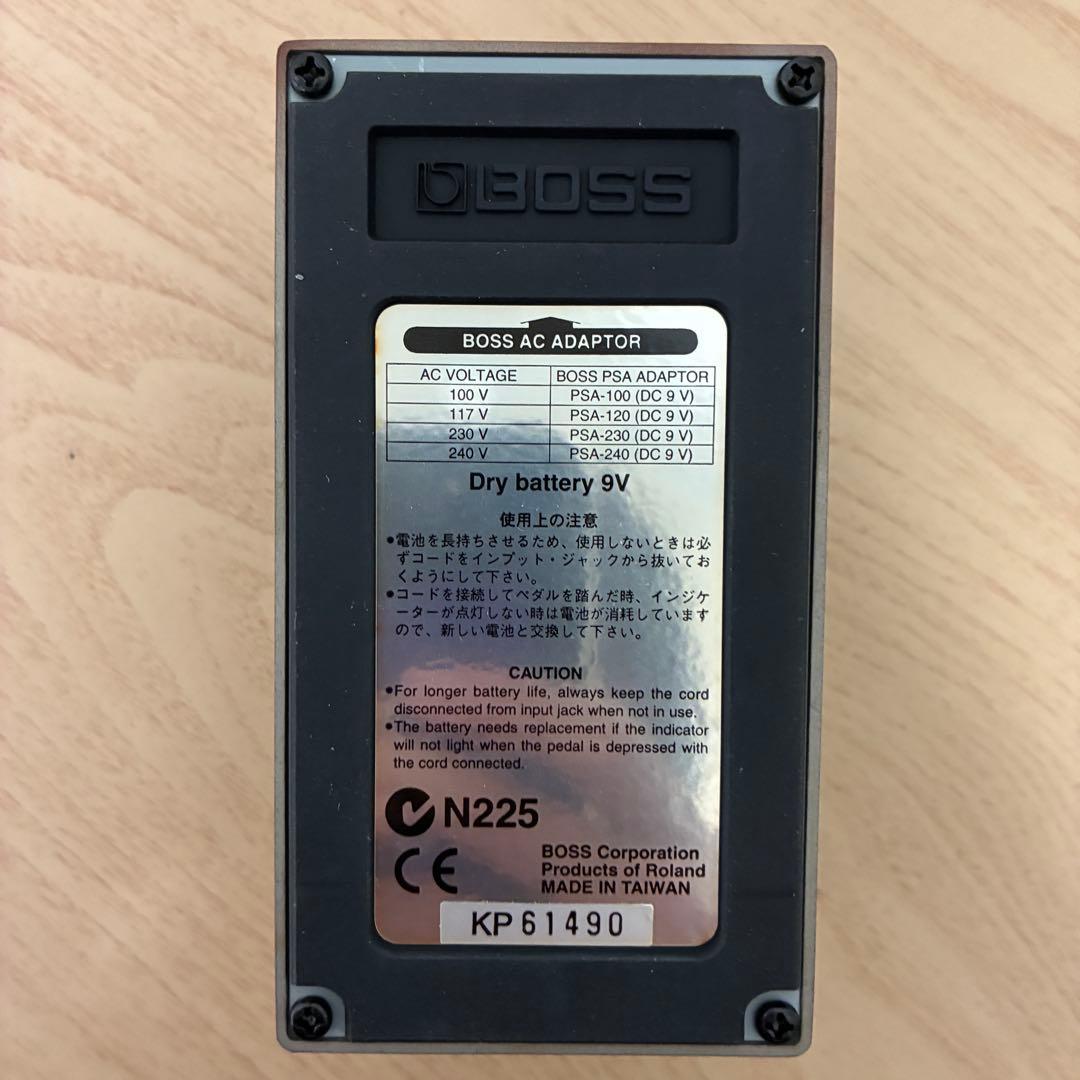 BOSS
BOSS AC ADAPTOR
AC VOLTAGE BOSS PSA ADAPTOR
100 V PSA-100 (DC 9 V)
117 V PSA-120 (DC 9 V)
230 V PSA-230 (DC 9 V)
240 V PSA-240 (DC 9 V)
Dry battery 9V
使用上の注意
•電池を長持ちさせるため、使用しないときは必
ずコードをインプット・ジャックから抜いてお
くようにして下さい。
•コードを接続してペダルを踏んだ時、インジケ
ーターが点灯しない時は電池が消耗しています
ので、新しい電池と交換して下さい。
CAUTION
•For longer battery life, always keep the cord
disconnected from input jack when not in use.
•The battery needs replacement if the indicator
will not light when the pedal is depressed with
the cord connected.
N225
CE
BOSS Corporation
Products of Roland
MADE IN TAIWAN
KP 61490